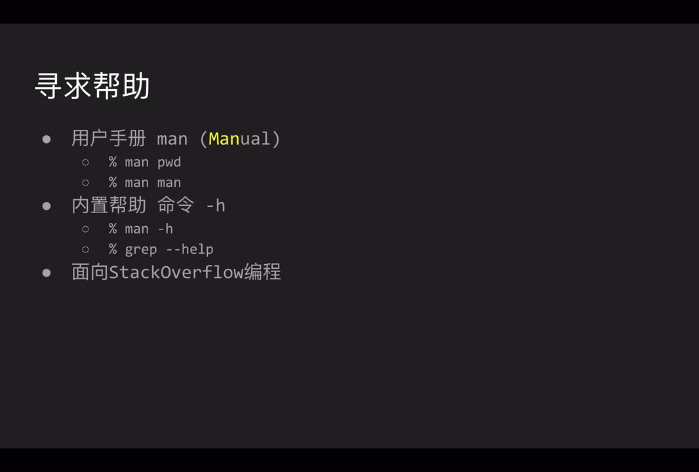 寻求帮助
● 用户手册 man (Manual)
○ % man pwd
○ % man man
● 内置帮助 命令 -h
○ % man -h
○ % grep --help
● 面向StackOverflow编程